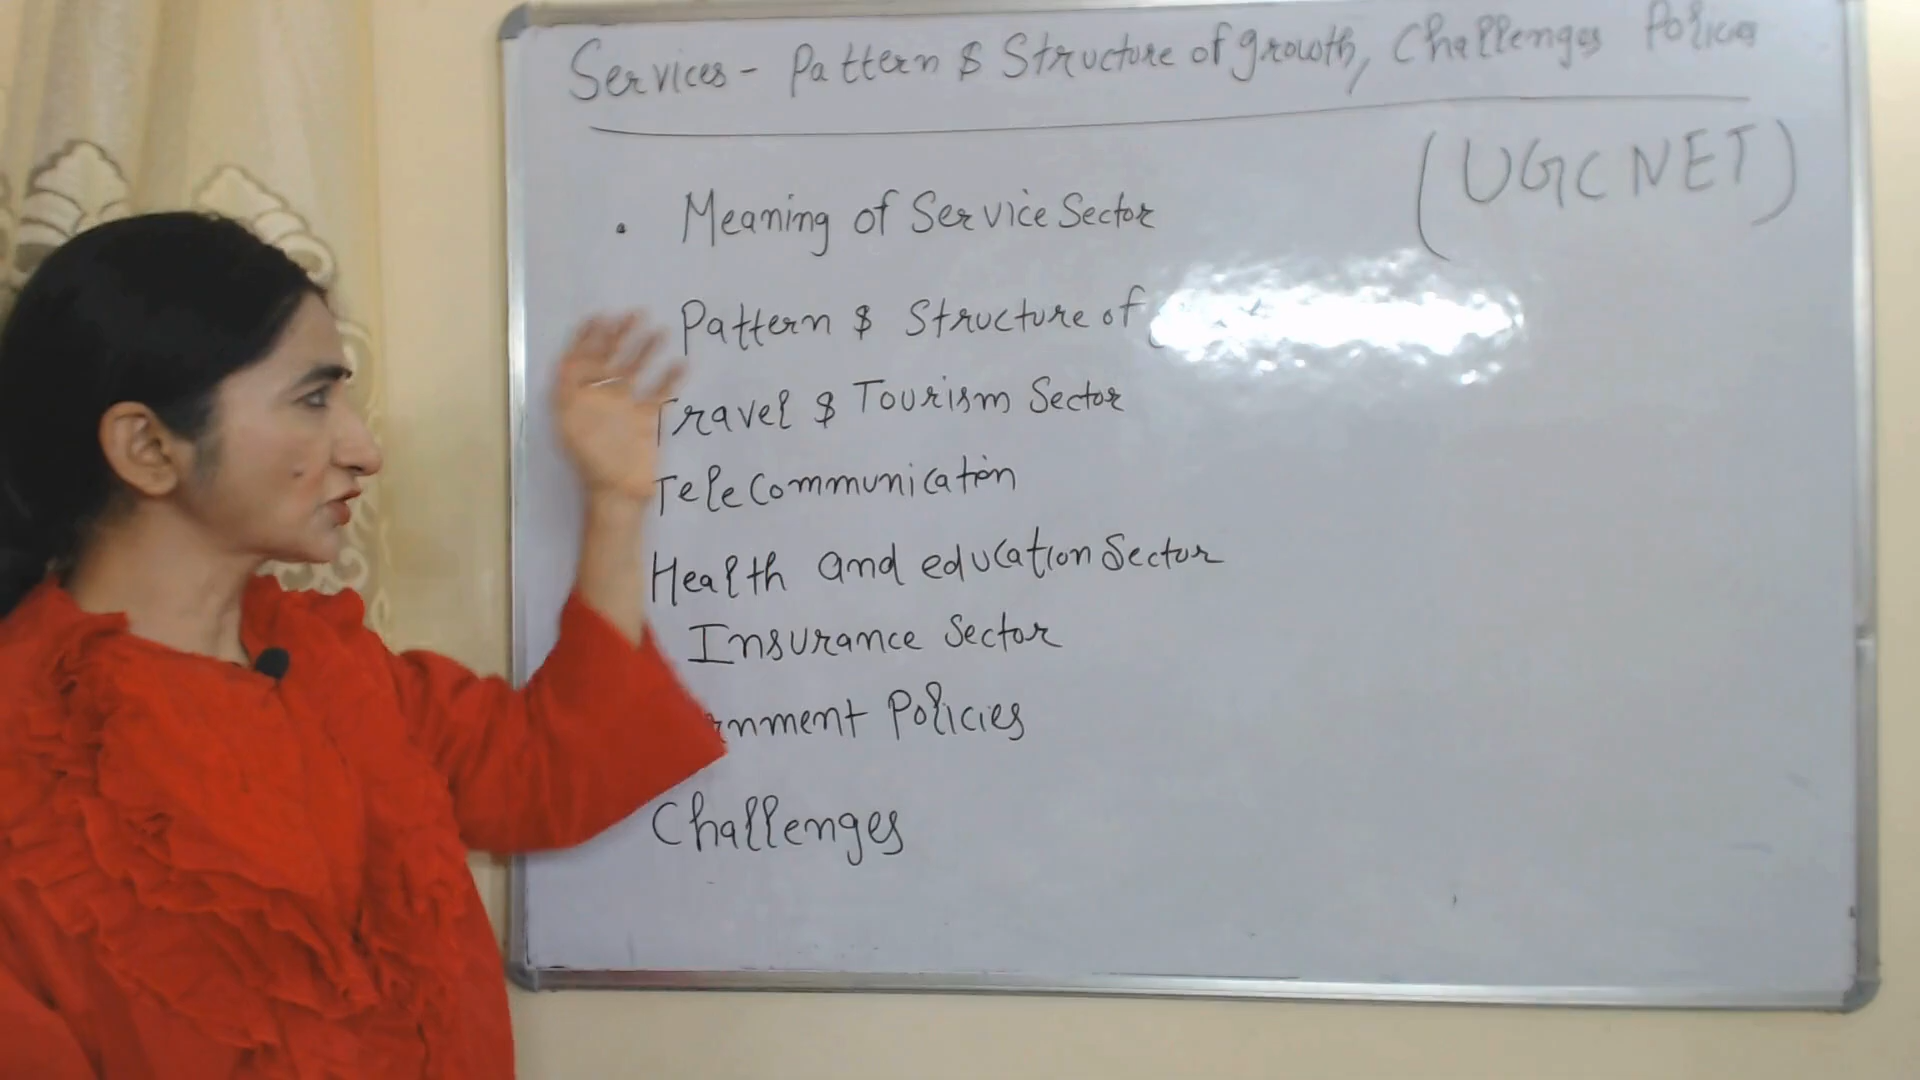 Services - Pattern & Structure of growth, Challenges Policies
(UGC NET)
. Meaning of Service Sector
Pattern & Structure of
Travel & Tourism Sector
Telecommunication
Health and education Sector
Insurance Sector
rnment Policies
Challenges